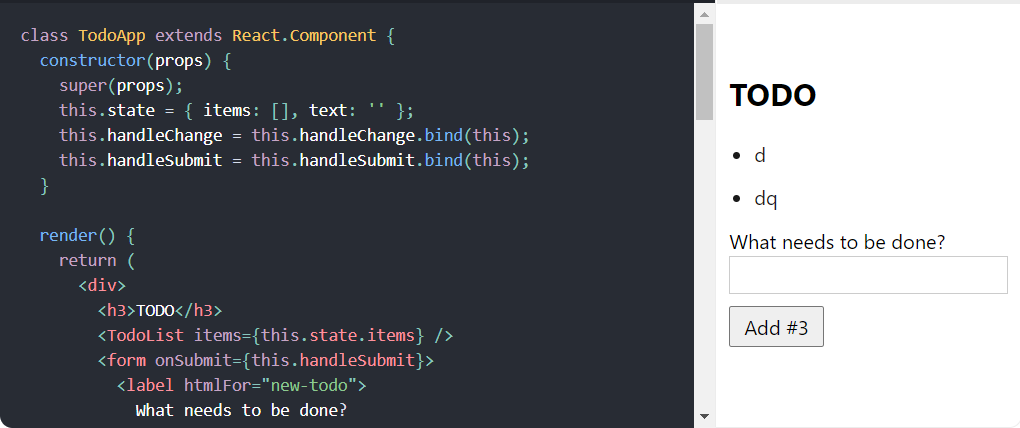 class TodoApp extends React.Component {
constructor(props) {
super(props);
this.state = { items: [], text: '' };
this.handleChange = this.handleChange.bind(this);
this.handleSubmit = this.handleSubmit.bind(this);
}
render() {
return (
<div>
<h3>TODO</h3>
<TodoList items={this.state.items} />
<form onSubmit={this.handleSubmit}>
<label htmlFor="new-todo">
What needs to be done?
TODO
d
dq
What needs to be done?
Add #3